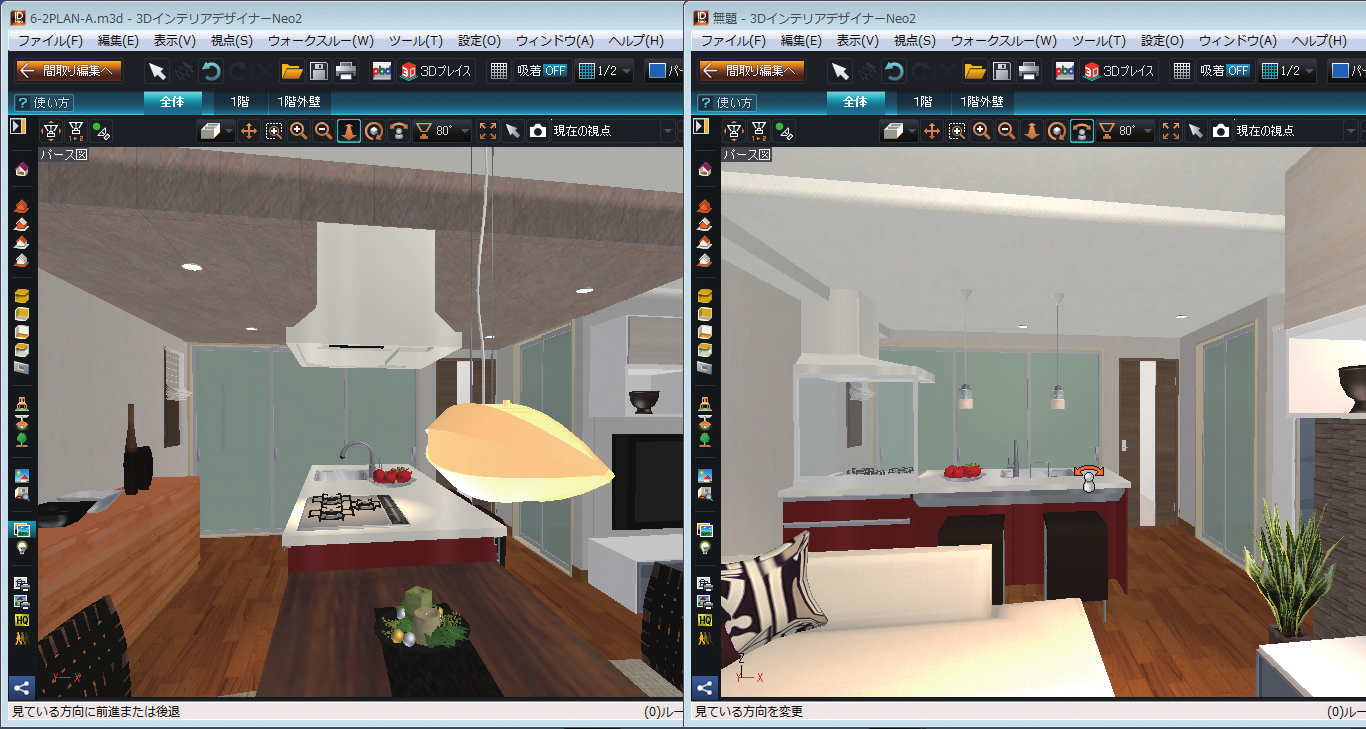 6-2PLAN-A.m3d - 3DインテリアデザイナーNeo2
ファイル(F) 編集(E) 表示(V) 視点(S) ウォークスルー(W) ツール(T) 設定(O) ウィンドウ(A) ヘルプ(H)
間取り編集へ 3Dプレイス 吸着 OFF 1/2 パー
? 使い方 全体 1階 1階外壁
80° 現在の視点
パース図
HQ
Y X
見ている方向に前進または後退 (0)ルー
無題 - 3DインテリアデザイナーNeo2
ファイル(F) 編集(E) 表示(V) 視点(S) ウォークスルー(W) ツール(T) 設定(O) ウィンドウ(A) ヘルプ(H)
間取り編集へ 3Dプレイス 吸着 OFF 1/2 パー
? 使い方 全体 1階 1階外壁
80° 現在の視点
パース図
HQ
Z
Y X
見ている方向を変更 (0)ルー